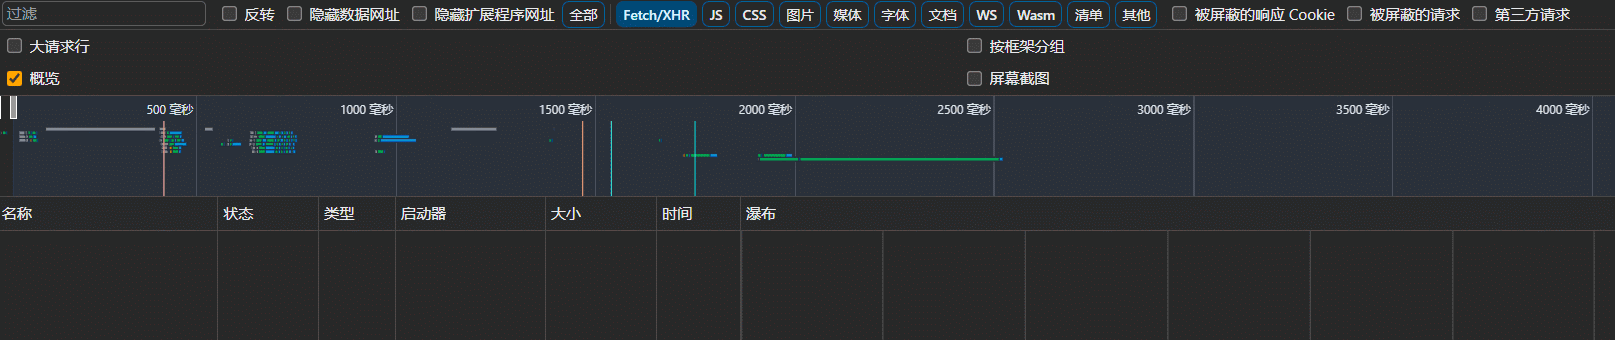 过滤 反转 隐藏数据网址 隐藏扩展程序网址 全部 Fetch/XHR JS CSS 图片 媒体 字体 文档 WS Wasm 清单 其他 被屏蔽的响应 Cookie 被屏蔽的请求 第三方请求
大请求行 按框架分组
概览 屏幕截图
500 毫秒 1000 毫秒 1500 毫秒 2000 毫秒 2500 毫秒 3000 毫秒 3500 毫秒 4000 毫秒
名称 状态 类型 启动器 大小 时间 瀑布